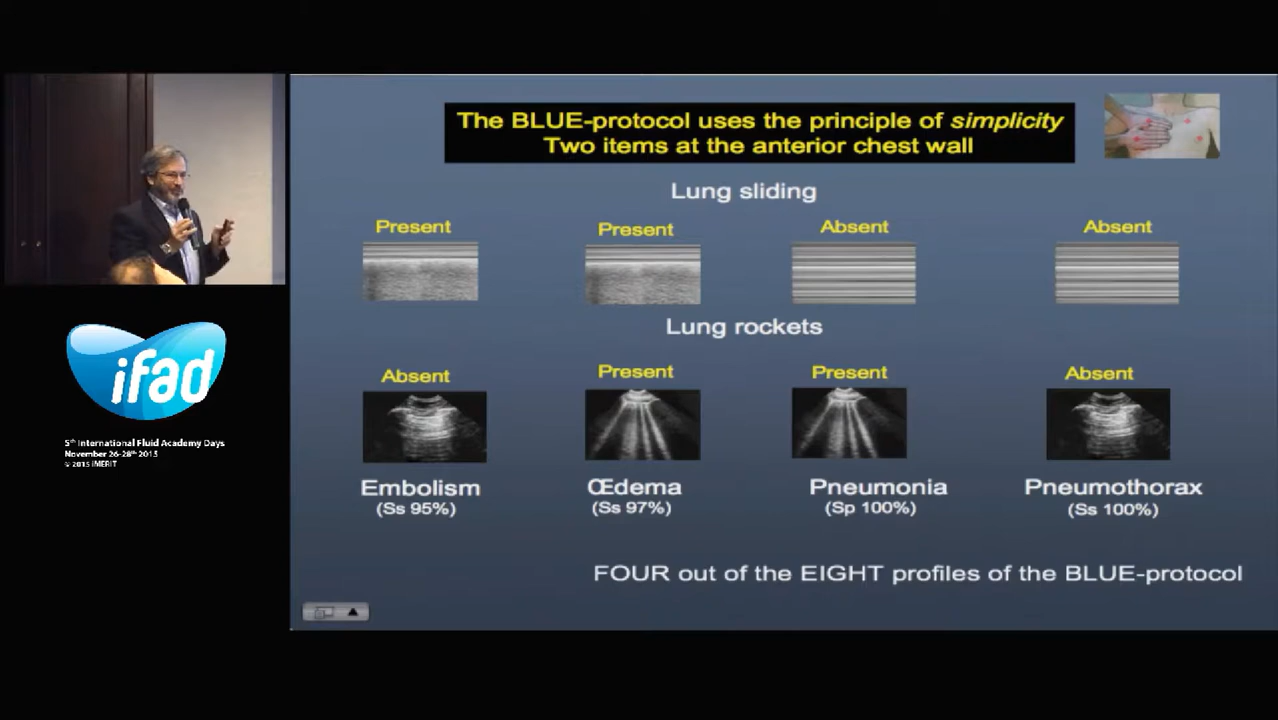 The BLUE-protocol uses the principle of simplicity
Two items at the anterior chest wall
Lung sliding
Present
Present
Absent
Absent
Lung rockets
Absent
Present
Present
Absent
Embolism
Œdema
Pneumonia
Pneumothorax
(Ss 95%)
(Ss 97%)
(Sp 100%)
(Ss 100%)
FOUR out of the EIGHT profiles of the BLUE-protocol
ifad
5th International Fluid Academy Days
November 26-28th 2015
© 2015 iMERIT